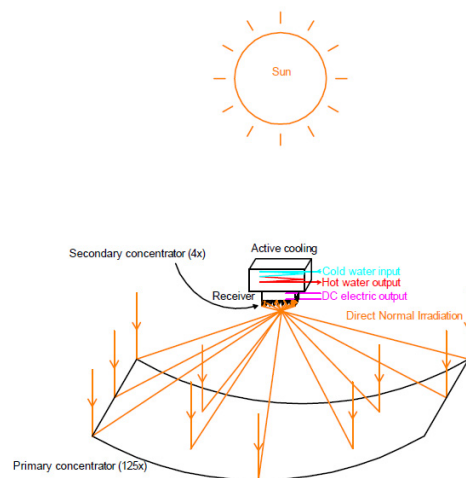 Sun
Active cooling
Secondary concentrator (4x)
Cold water input
Hot water output
Receiver
DC electric output
Direct Normal Irradiation
Primary concentrator (125x)